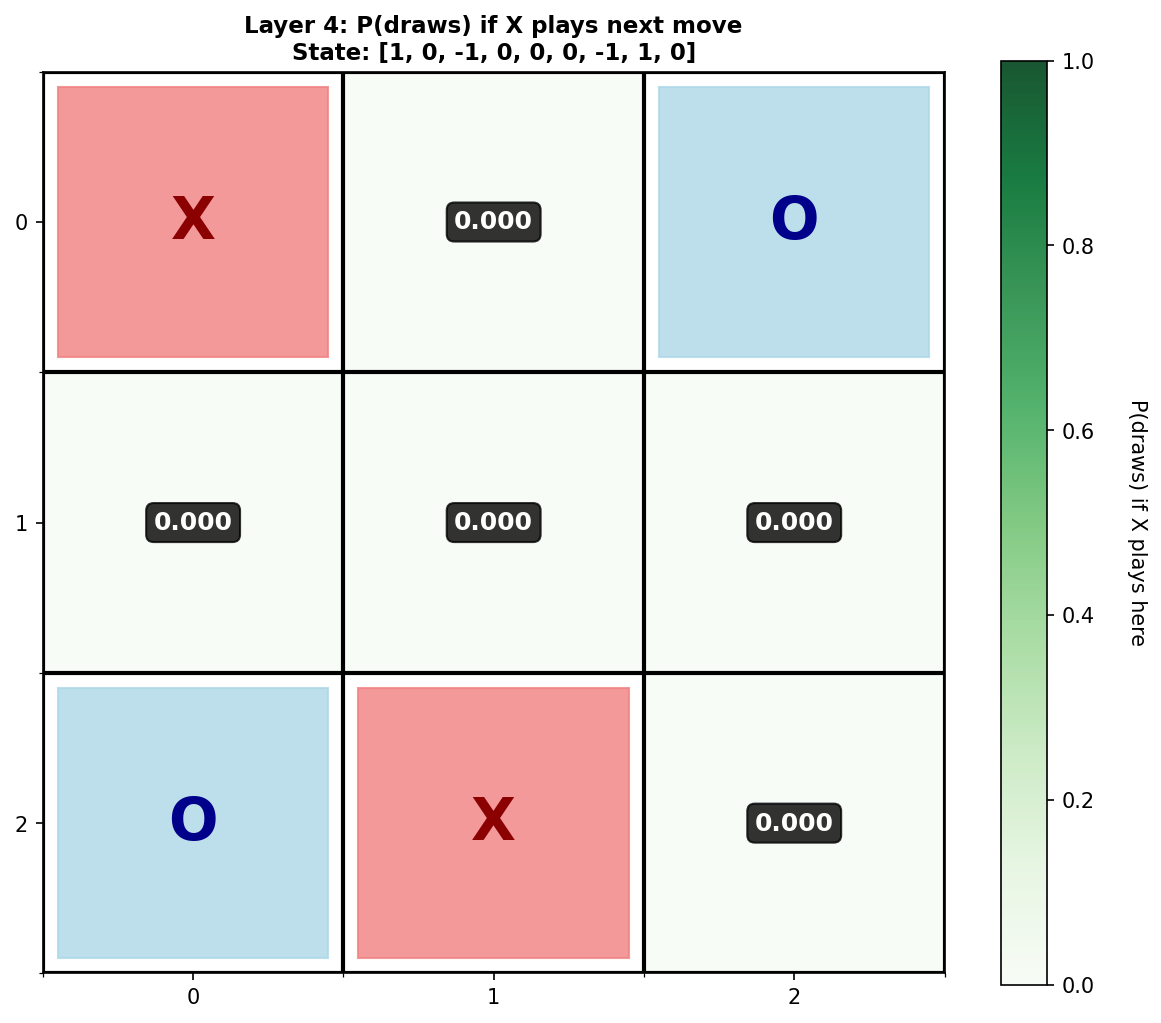 Layer 4: P(draws) if X plays next move
State: [1, 0, -1, 0, 0, 0, -1, 1, 0]
X
0.000
O
0.000
0.000
0.000
O
X
0.000
0
1
2
0
1
2
1.0
0.8
0.6
0.4
0.2
0.0
P(draws) if X plays here